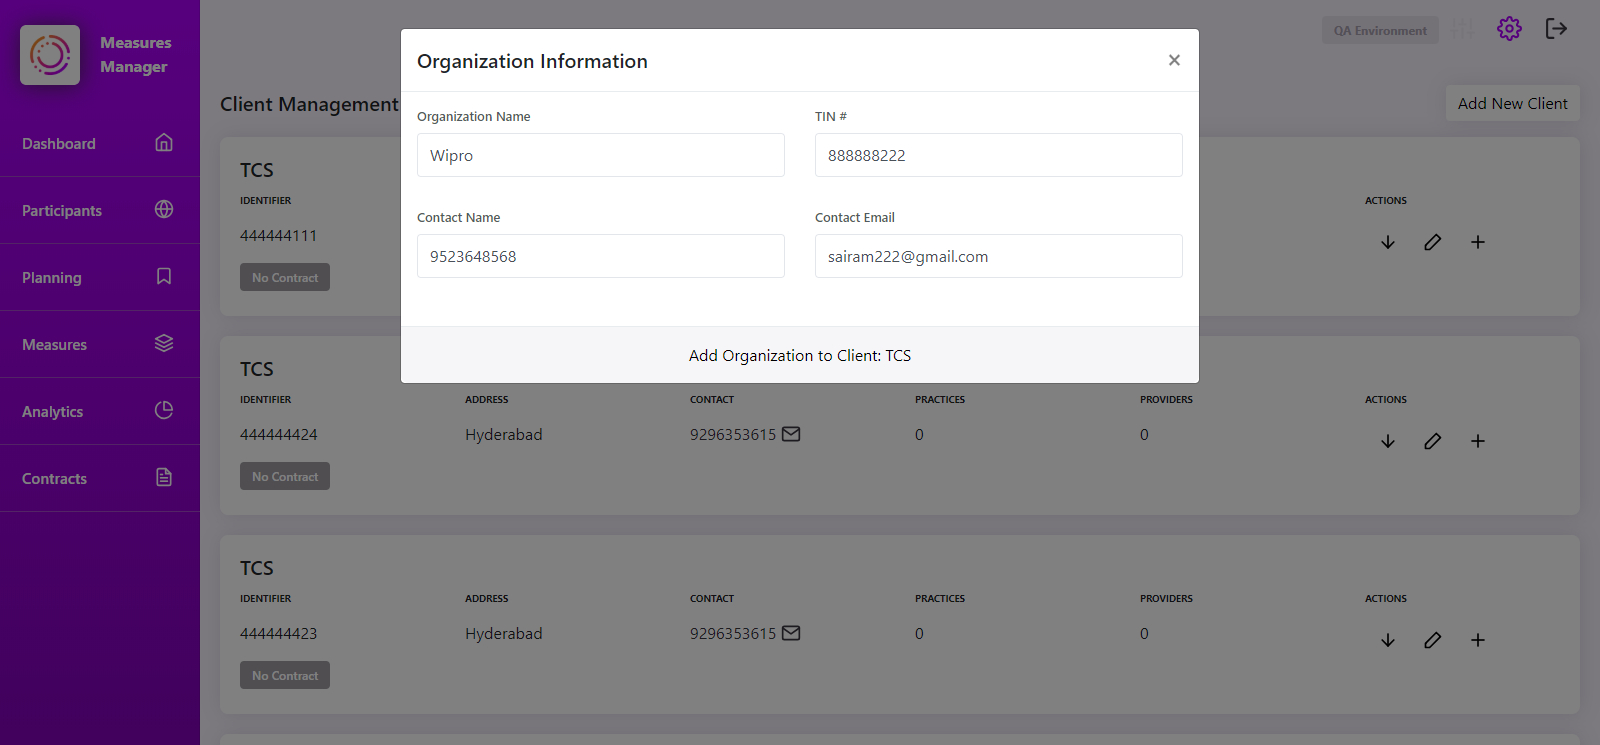 Measures
Manager
Dashboard
Participants
Planning
Measures
Analytics
Contracts
QA Environment
Client Management
Add New Client
Organization Information
×
Organization Name
TIN #
Wipro
888888222
Contact Name
Contact Email
9523648568
sairam222@gmail.com
Add Organization to Client: TCS
TCS
IDENTIFIER
ACTIONS
444444111
No Contract
TCS
IDENTIFIER ADDRESS CONTACT PRACTICES PROVIDERS ACTIONS
444444424 Hyderabad 9296353615 0 0
No Contract
TCS
IDENTIFIER ADDRESS CONTACT PRACTICES PROVIDERS ACTIONS
444444423 Hyderabad 9296353615 0 0
No Contract